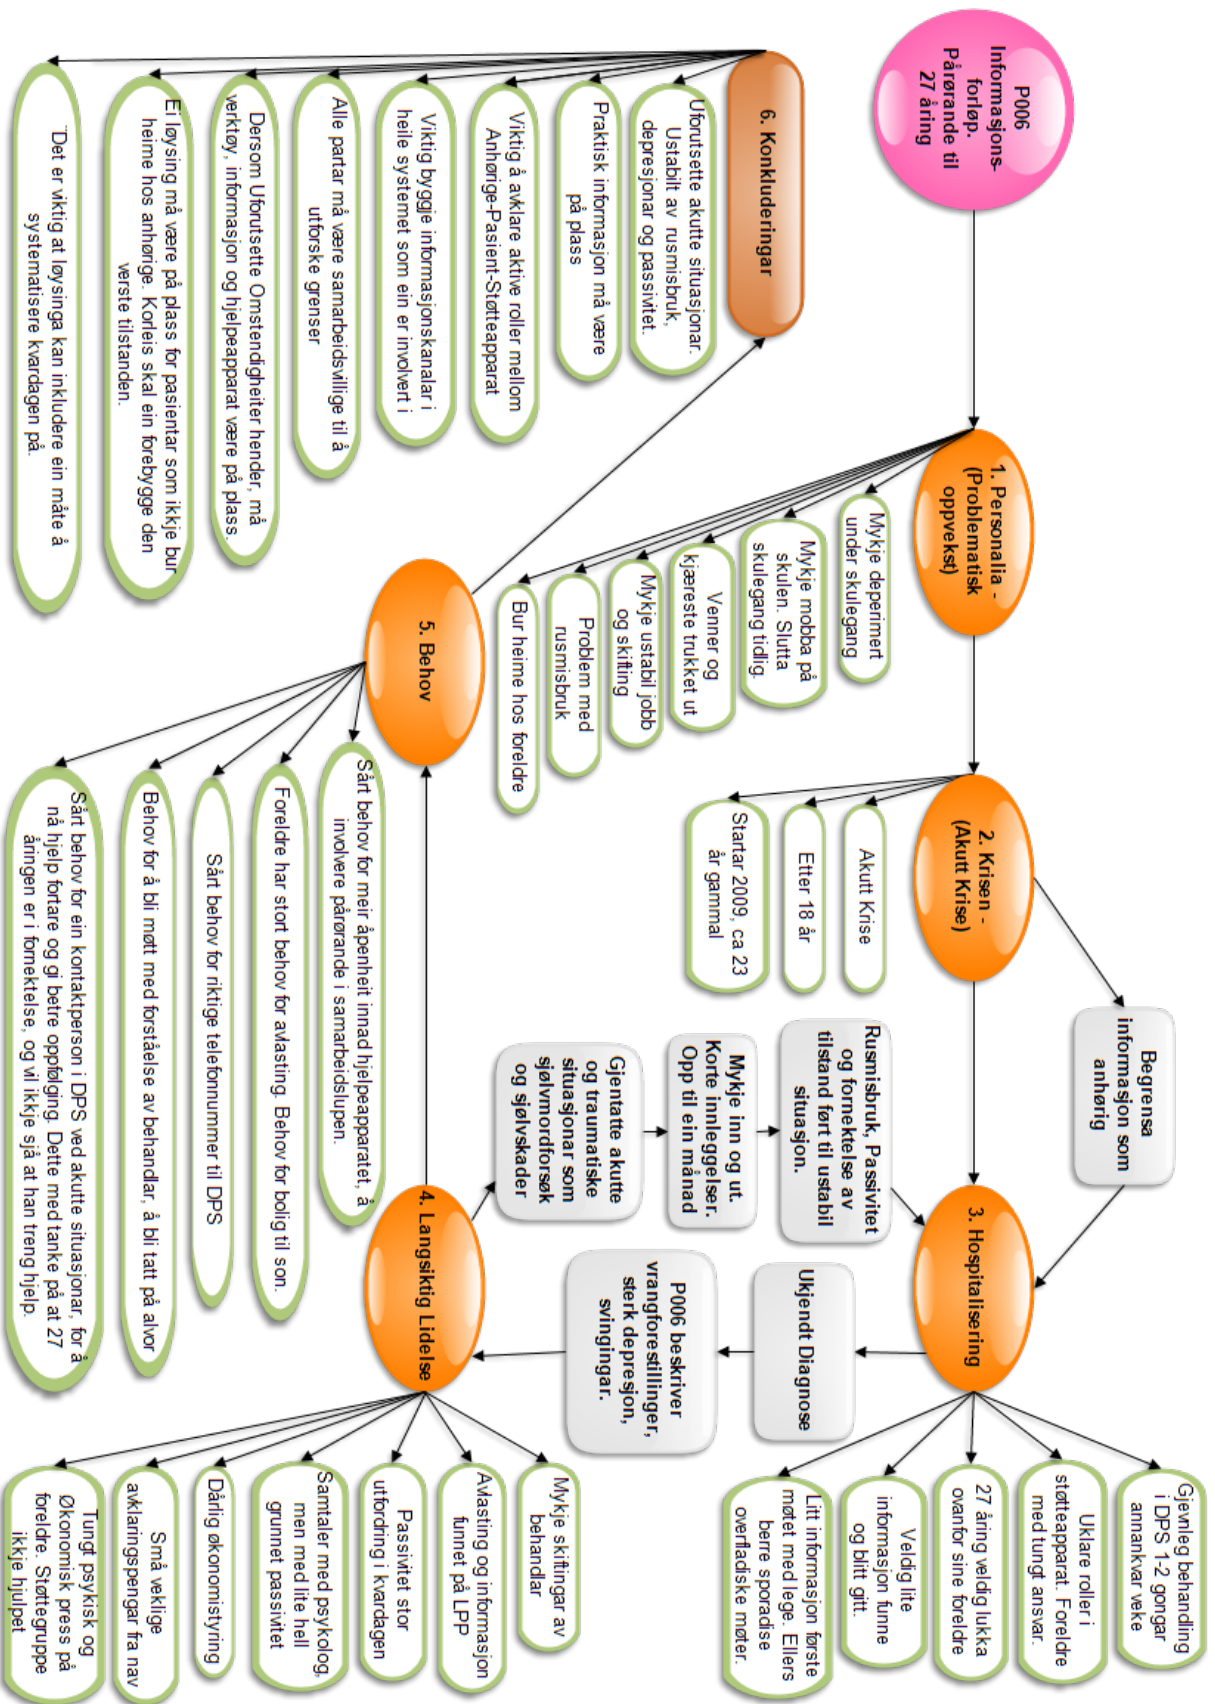 P006
Informasjons-
forløp.
Pårørande til
27 åring
1. Personalia -
(Problematisk
oppvekst)
Mykje deperimert
under skulegang
Mykje mobba på
skulen. Slutta
skulegang tidlig.
Venner og
kjæreste trukket ut
Mykje ustabil jobb
og skifting
Problem med
rusmisbruk
Bur heime hos foreldre
2. Krisen -
(Akutt Krise)
Akutt Krise
Etter 18 år
Startar 2009, ca 23
år gammal
Begrensa
informasjon som
anhørig
3. Hospitalisering
Gjevnleg behandling
i DPS 1-2 gongar
annankvar veke
Uklare roller i
støtteapparat. Foreldre
med tungt ansvar.
27 åring veldig lukka
ovanfor sine foreldre
Veldig lite
informasjon funne
og blitt gitt.
Litt informasjon første
møtet med lege. Ellers
berre sporadise
overfladiske møter.
Rusmisbruk, Passivitet
og fornektelse av
tilstand ført til ustabil
situasjon.
Mykje inn og ut.
Korte innleggelser.
Opp til ein månad
Gjentatte akutte
og traumatiske
situasjonar som
sjølvmordforsøk
og sjølvskader
Ukjendt Diagnose
P006 beskriver
vrangforestillinger,
sterk depresjon,
svingingar.
4. Langsiktig Lidelse
Mykje skiftingar av
behandlar
Avlasting og informasjon
funnet på LPP
Passivitet stor
utfordning i kvardagen
Samtaler med psykolog,
men med lite hell
grunnet passivitet
Dårlig økonomistyring
Små veklige
avklaringspengar fra nav
Tungt psykisk og
Økonomisk press på
foreldre. Støttegruppe
ikkje hjulpet
5. Behov
Sårt behov for meir åpenheit innad hjelpeapparatet, å
involvere pårørande i samarbeidslupen.
Foreldre har stort behov for avlasting. Behov for bolig til son.
Sårt behov for riktige telefonnummer til DPS
Behov for å bli møtt med forståelse av behandlar, å bli tatt på alvor
Sårt behov for ein kontaktperson i DPS ved akutte situasjonar, for å
nå hjelp fortare og gi betre oppfølging. Dette med tanke på at 27
åringen er i fornektelse, og vil ikkje sjå at han treng hjelp.
6. Konkluderingar
Uforutsette akutte situasjonar.
Ustabilt av rusmisbruk,
depresjonar og passivitet.
Praktisk informasjon må være
på plass
Viktig å avklare aktive roller mellom
Anhørige-Pasient-Støtteapparat
Viktig byggje informasjonskanalar i
heile systemet som ein er involvert i
Alle partar må være samarbeidsvillige til å
utforske grenser
Dersom Uforutsette Omstendigheiter hender, må
verktøy, informasjon og hjelpeapparat være på plass.
Ei løysing må være på plass for pasientar som ikkje bur
heime hos anhørige. Korleis skal ein forebygge den
verste tilstanden.
¨Det er viktig at løysinga kan inkludere ein måte å
systematisere kvardagen på.